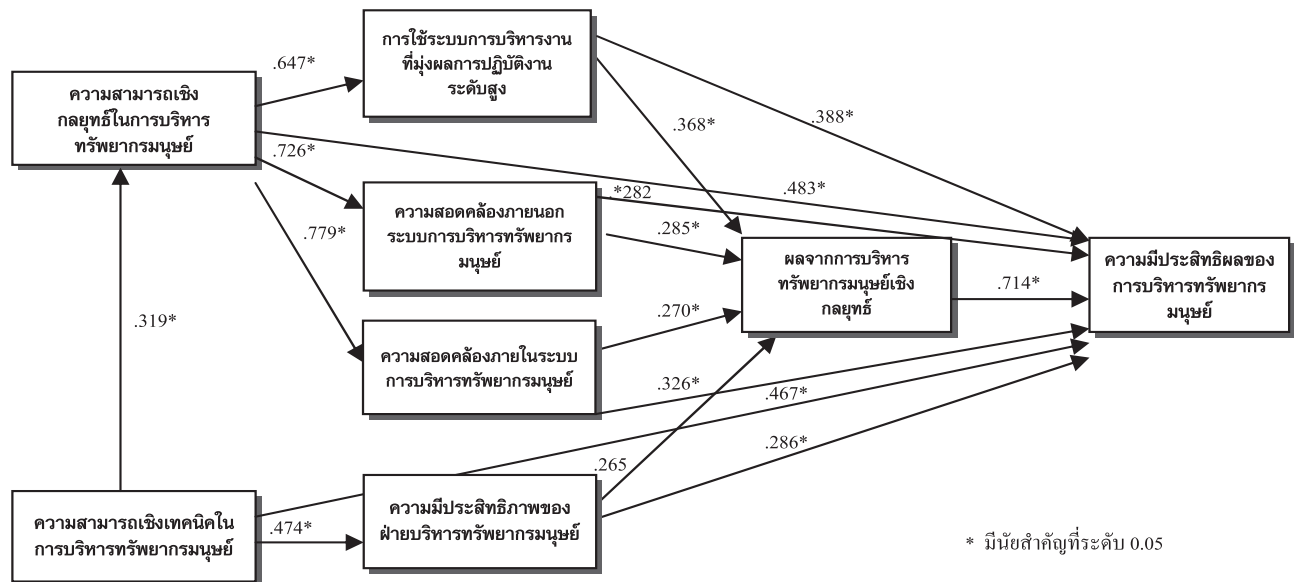 การใช้ระบบการบริหารงาน
ที่มุ่งผลการปฏิบัติงาน
ระดับสูง
.647*
ความสามารถเชิง
กลยุทธ์ในการบริหาร
ทรัพยากรมนุษย์
.388*
.368*
.726*
.483*
.*282
ความสอดคล้องภายนอก
ระบบการบริหารทรัพยากร
มนุษย์
.779*
.285*
ผลจากการบริหาร
ทรัพยากรมนุษย์เชิง
กลยุทธ์
ความมีประสิทธิผลของ
การบริหารทรัพยากร
มนุษย์
.714*
.319*
.270*
ความสอดคล้องภายในระบบ
การบริหารทรัพยากรมนุษย์
.326*
.467*
.286*
.265
ความสามารถเชิงเทคนิคใน
การบริหารทรัพยากรมนุษย์
.474*
ความมีประสิทธิภาพของ
ฝ่ายบริหารทรัพยากรมนุษย์
* มีนัยสำคัญที่ระดับ 0.05